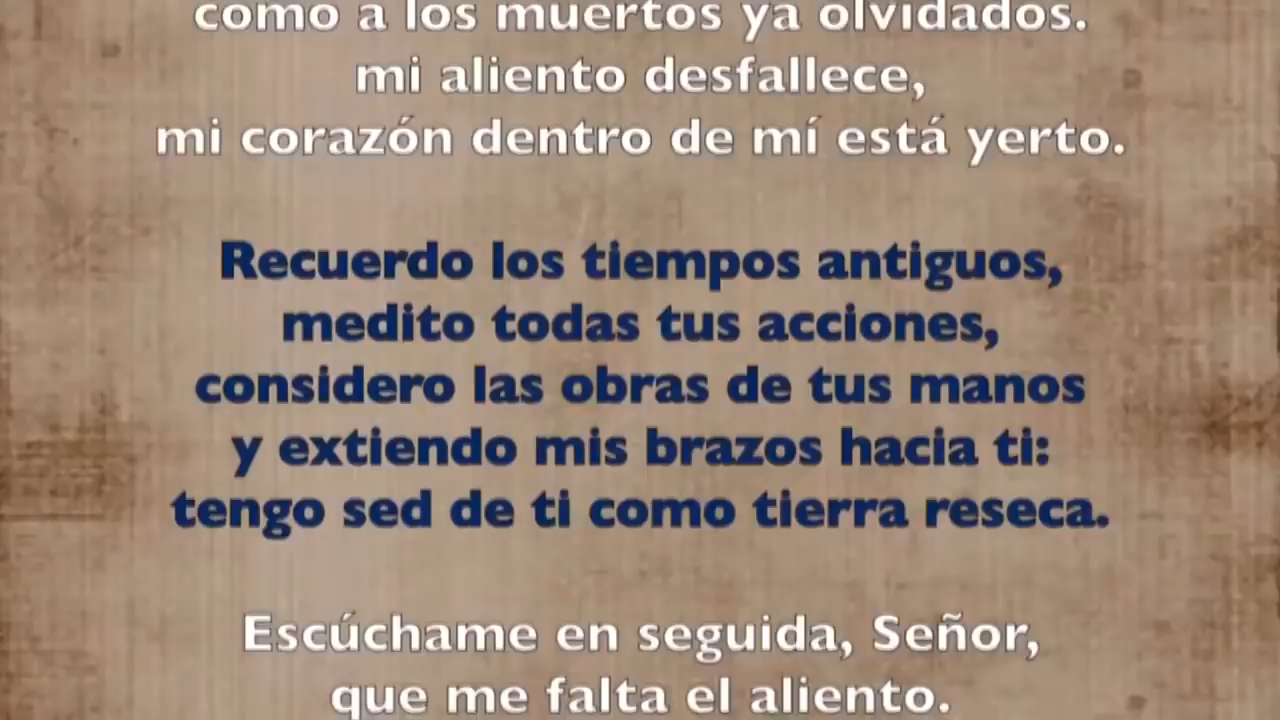 como a los muertos ya olvidados.
mi aliento desfallece,
mi corazón dentro de mí está yerto.
Recuerdo los tiempos antiguos,
medito todas tus acciones,
considero las obras de tus manos
y extiendo mis brazos hacia ti:
tengo sed de ti como tierra reseca.
Escúchame en seguida, Señor,
que me falta el aliento.